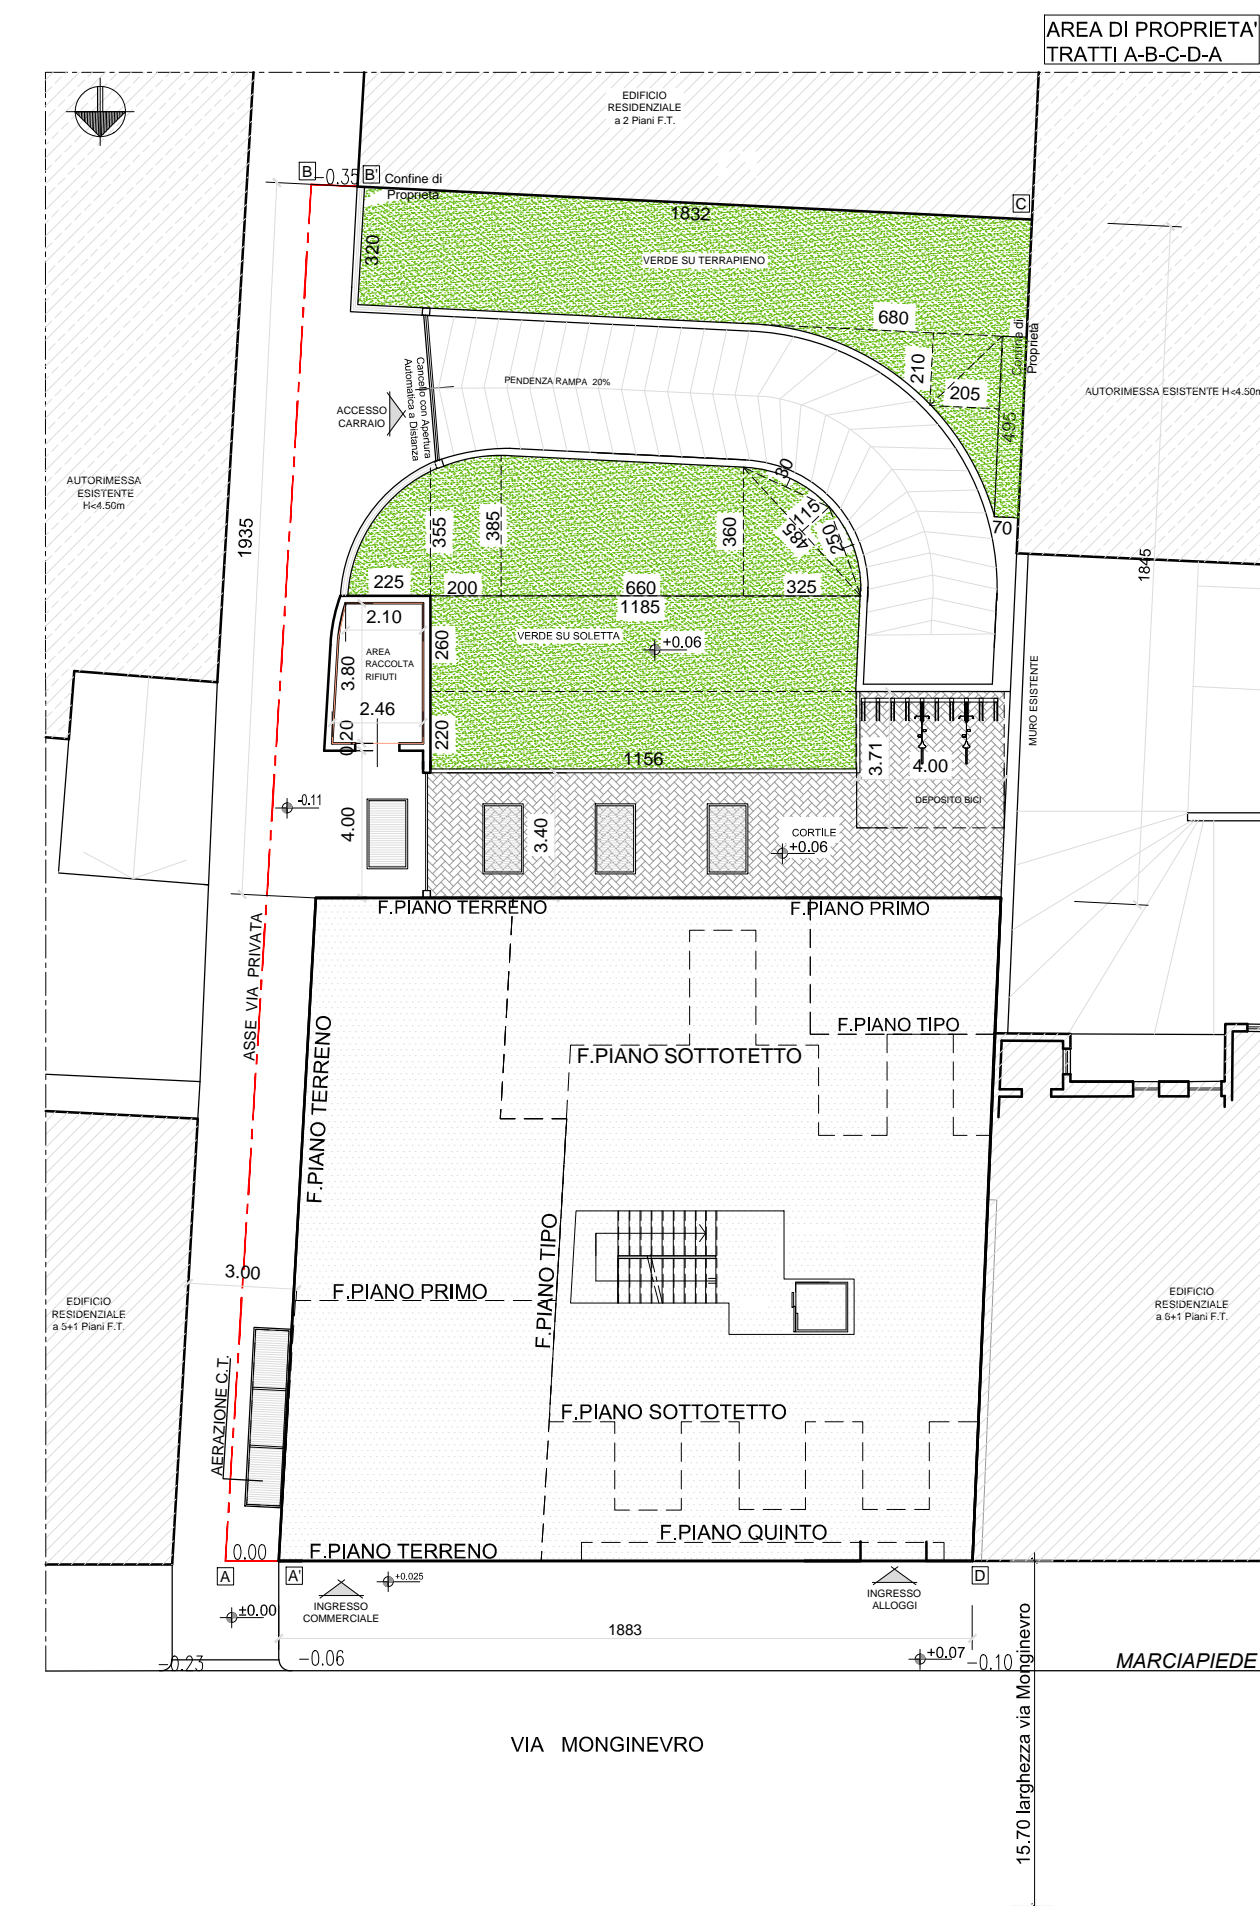 AREA DI PROPRIETA'
TRATTI A-B-C-D-A
EDIFICIO
RESIDENZIALE
a 2 Piani F.T.
B
-0.35
B'
Confine di
Proprietà
C
1832
320
VERDE SU TERRAPIENO
680
Confine di
Proprietà
210
205
495
PENDENZA RAMPA 20%
Cancello con Apertura
Automatica a Distanza
ACCESSO
CARRAIO
AUTORIMESSA ESISTENTE H<4.50m
AUTORIMESSA
ESISTENTE
H<4.50m
1935
355
385
360
30
115
485
250
70
1845
225
200
660
325
1185
2.10
VERDE SU SOLETTA
+0.06
260
AREA
RACCOLTA
RIFIUTI
3.80
2.46
0.20
220
1156
3.71
4.00
DEPOSITO BICI
MURO ESISTENTE
-0.11
4.00
3.40
CORTILE
+0.06
F.PIANO TERRENO
F.PIANO PRIMO
ASSE VIA PRIVATA
F.PIANO TERRENO
F.PIANO TIPO
F.PIANO SOTTOTETTO
F.PIANO TIPO
3.00
F.PIANO PRIMO
EDIFICIO
RESIDENZIALE
a 5+1 Piani F.T.
EDIFICIO
RESIDENZIALE
a 6+1 Piani F.T.
AERAZIONE C.T.
F.PIANO SOTTOTETTO
F.PIANO QUINTO
0.00
F.PIANO TERRENO
A
A'
D
+0.025
INGRESSO
COMMERCIALE
INGRESSO
ALLOGGI
±0.00
1883
-0.23
-0.06
+0.07
-0.10
MARCIAPIEDE
15.70 larghezza via Monginevro
VIA MONGINEVRO